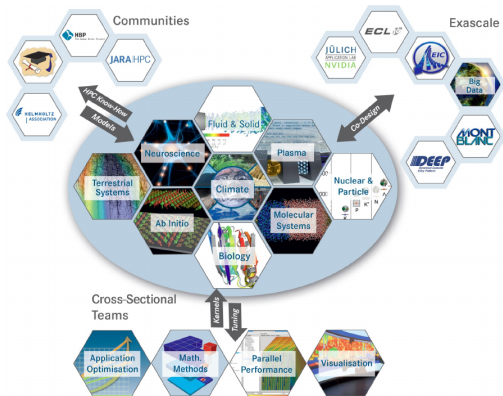 Communities
Exascale
HBP
JARA HPC
HELMHOLTZ
ASSOCIATION
JÜLICH
APPLICATION LAB
NVIDIA
ECL
EIC
Big
Data
MONT
BLANC
DEEP
HPC Know-How
Models
Co-Design
Fluid & Solid
Neuroscience
Plasma
Terrestrial
Systems
Climate
Nuclear &
Particle
Ab Initio
Molecular
Systems
Biology
Cross-Sectional
Teams
Kernels
Tuning
Application
Optimisation
Math.
Methods
Parallel
Performance
Visualisation